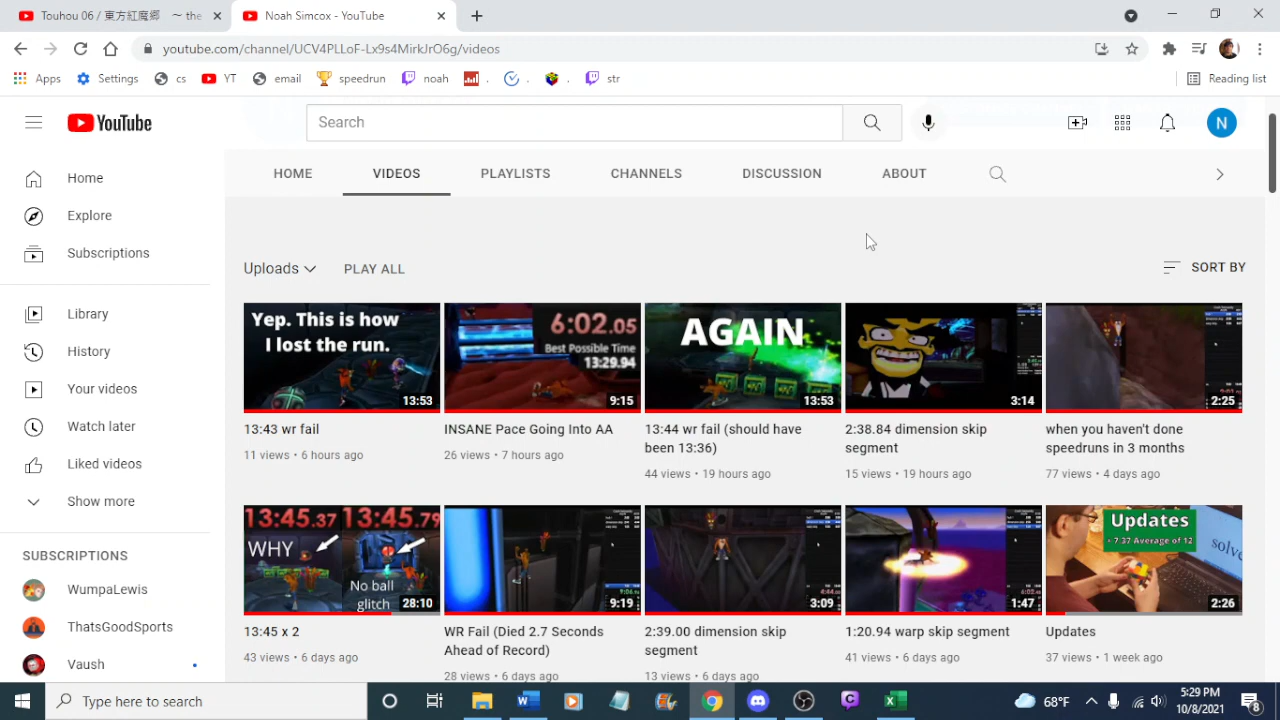 Touhou 06 / 東方紅魔郷 ~ the
Noah Simcox - YouTube
youtube.com/channel/UCV4PLLoF-Lx9s4MirkJrO6g/videos
Apps Settings cs YT email speedrun noah . . . str Reading list
YouTube Search N
HOME VIDEOS PLAYLISTS CHANNELS DISCUSSION ABOUT
Home
Explore
Subscriptions
Library
History
Your videos
Watch later
Liked videos
Show more
SUBSCRIPTIONS
WumpaLewis
ThatsGoodSports
Vaush
Uploads PLAY ALL SORT BY
Yep. This is how
I lost the run.
13:53
13:43 wr fail
11 views • 6 hours ago
6:02.05
Best Possible Time
13:29.94
9:15
INSANE Pace Going Into AA
26 views • 7 hours ago
AGAIN
13:53
13:44 wr fail (should have
been 13:36)
44 views • 19 hours ago
3:14
2:38.84 dimension skip
segment
15 views • 19 hours ago
2:25
when you haven't done
speedruns in 3 months
77 views • 4 days ago
13:45.79
WHY
No bail
glitch
28:10
13:45 x 2
43 views • 6 days ago
9:19
WR Fail (Died 2.7 Seconds
Ahead of Record)
28 views • 6 days ago
3:09
2:39.00 dimension skip
segment
13 views • 6 days ago
1:47
1:20.94 warp skip segment
41 views • 6 days ago
Updates
- 7.37 Average of 12
solve
2:26
Updates
37 views • 1 week ago
Type here to search
68°F
5:29 PM
10/8/2021
8